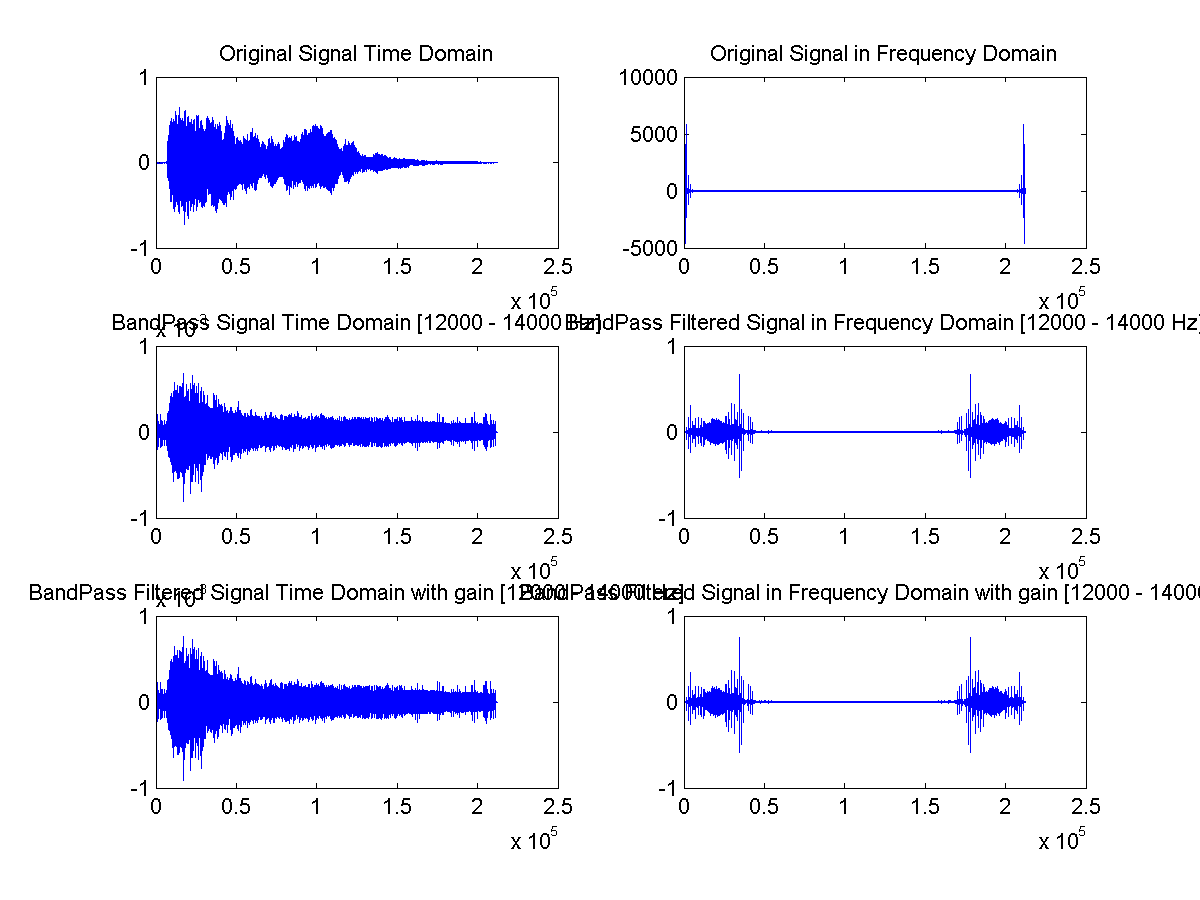 Original Signal Time Domain
1
0
-1
0 0.5 1 1.5 2 2.5
x 10^5
Original Signal in Frequency Domain
10000
5000
0
-5000
0 0.5 1 1.5 2 2.5
x 10^5
BandPass Signal Time Domain [12000 - 14000 Hz]
x 10^-3
1
0
-1
0 0.5 1 1.5 2 2.5
x 10^5
BandPass Filtered Signal in Frequency Domain [12000 - 14000 Hz]
1
0
-1
0 0.5 1 1.5 2 2.5
x 10^5
BandPass Filtered Signal Time Domain with gain [12000 - 14000 Hz]
x 10^-3
1
0
-1
0 0.5 1 1.5 2 2.5
x 10^5
BandPass Filtered Signal in Frequency Domain with gain [12000 - 14000
1
0
-1
0 0.5 1 1.5 2 2.5
x 10^5